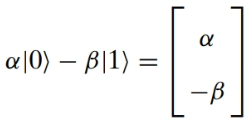 α|0⟩ − β|1⟩ = [ α
−β ]